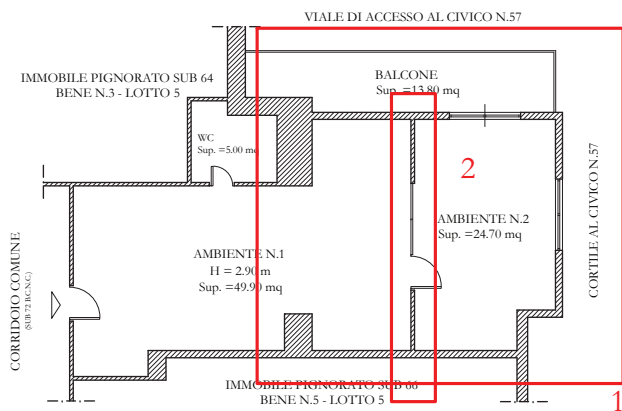 VIALE DI ACCESSO AL CIVICO N.57
IMMOBILE PIGNORATO SUB 64
BENE N.3 - LOTTO 5
BALCONE
Sup. =13.80 mq
WC
Sup. =5.00 mq
2
AMBIENTE N.2
Sup. =24.70 mq
AMBIENTE N.1
H = 2.90 m
Sup. =49.90 mq
CORRIDOIO COMUNE
(SUB 72 B.C.N.C.)
CORTILE AL CIVICO N.57
IMMOBILE PIGNORATO SUB 66
BENE N.5 - LOTTO 5
1